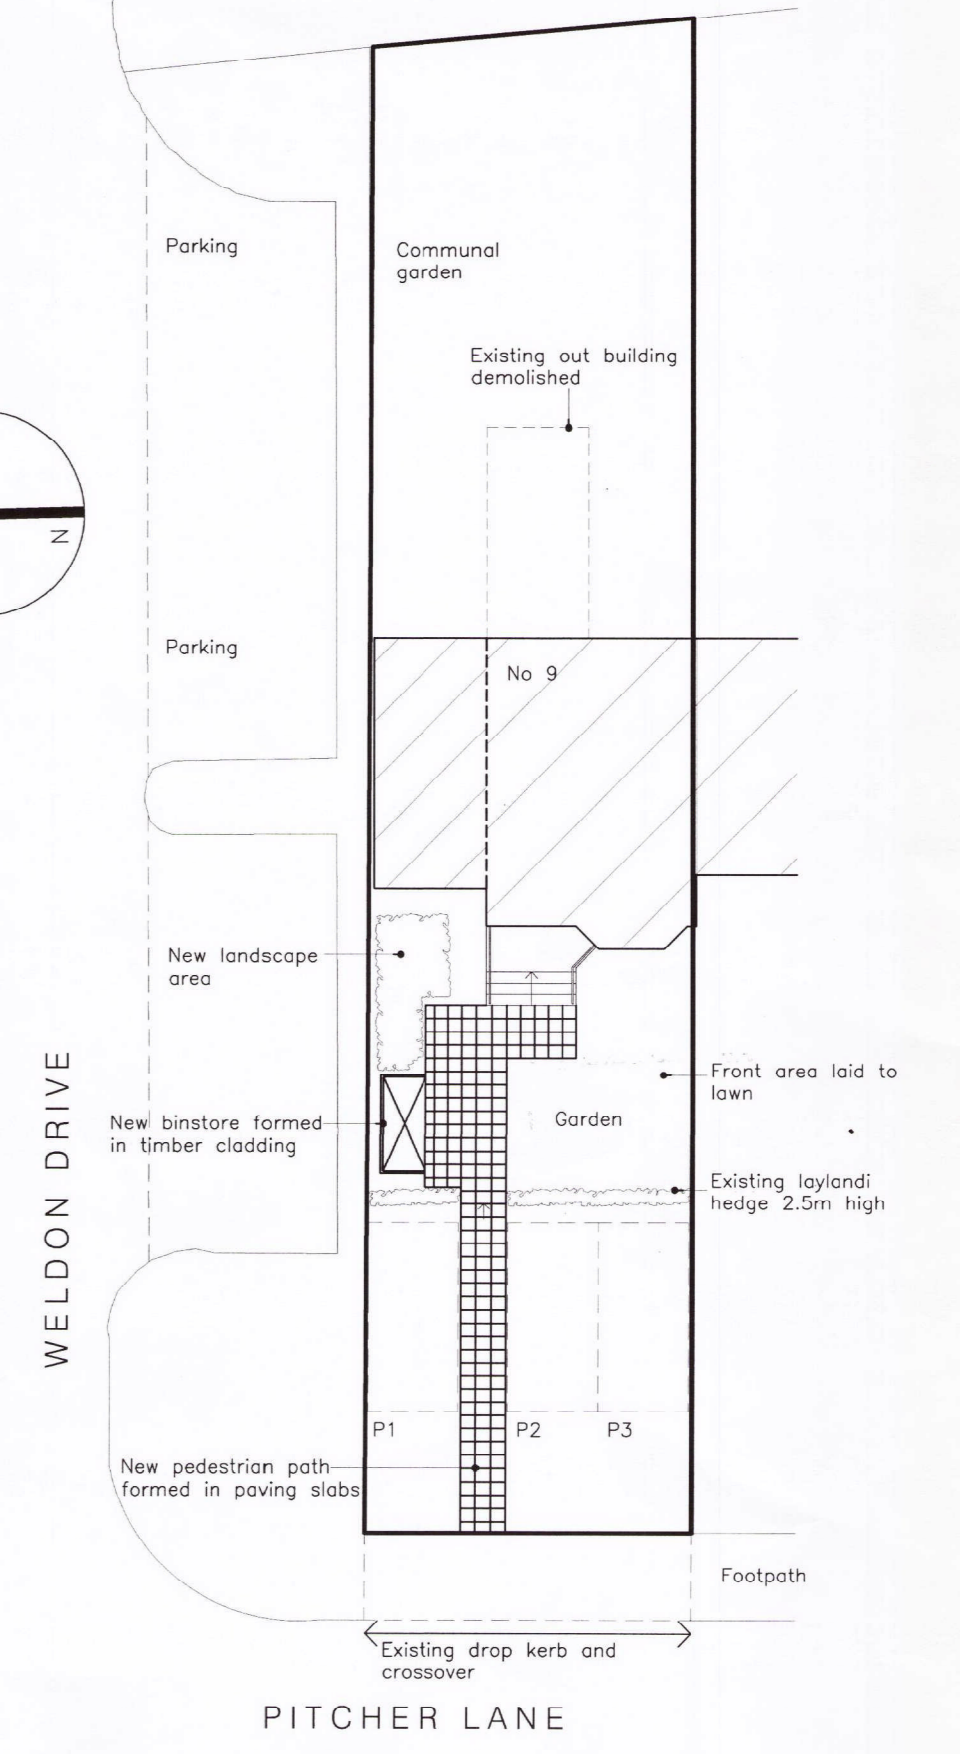 Parking
Communal
garden
Existing out building
demolished
N
Parking
No 9
New landscape
area
WELDON DRIVE
Front area laid to
lawn
New binstore formed
in timber cladding
Garden
Existing laylandi
hedge 2.5m high
P1
P2
P3
New pedestrian path
formed in paving slabs
Footpath
Existing drop kerb and
crossover
PITCHER LANE